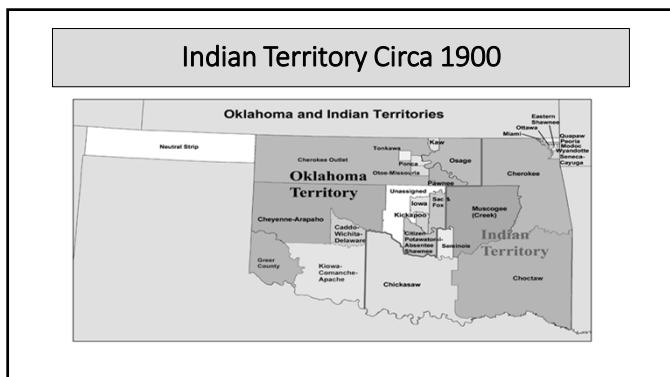 Indian Territory Circa 1900
Oklahoma and Indian Territories
Eastern
Shawnee
Ottawa
Miami
Quapaw
Peoria
Modoc
Wyandotte
Seneca-
Cayuga
Neutral Strip
Kaw
Tonkawa
Ponca
Cherokee Outlet
Osage
Otoe-Missouria
Cherokee
Oklahoma
Territory
Pawnee
Unassigned
Iowa
Sac &
Fox
Muscogee
(Creek)
Cheyenne-Arapaho
Kickapoo
Caddo-
Wichita-
Delaware
Citizen
Potawatomi-
Absentee
Shawnee
Seminole
Indian
Territory
Greer
County
Kiowa-
Comanche-
Apache
Chickasaw
Choctaw